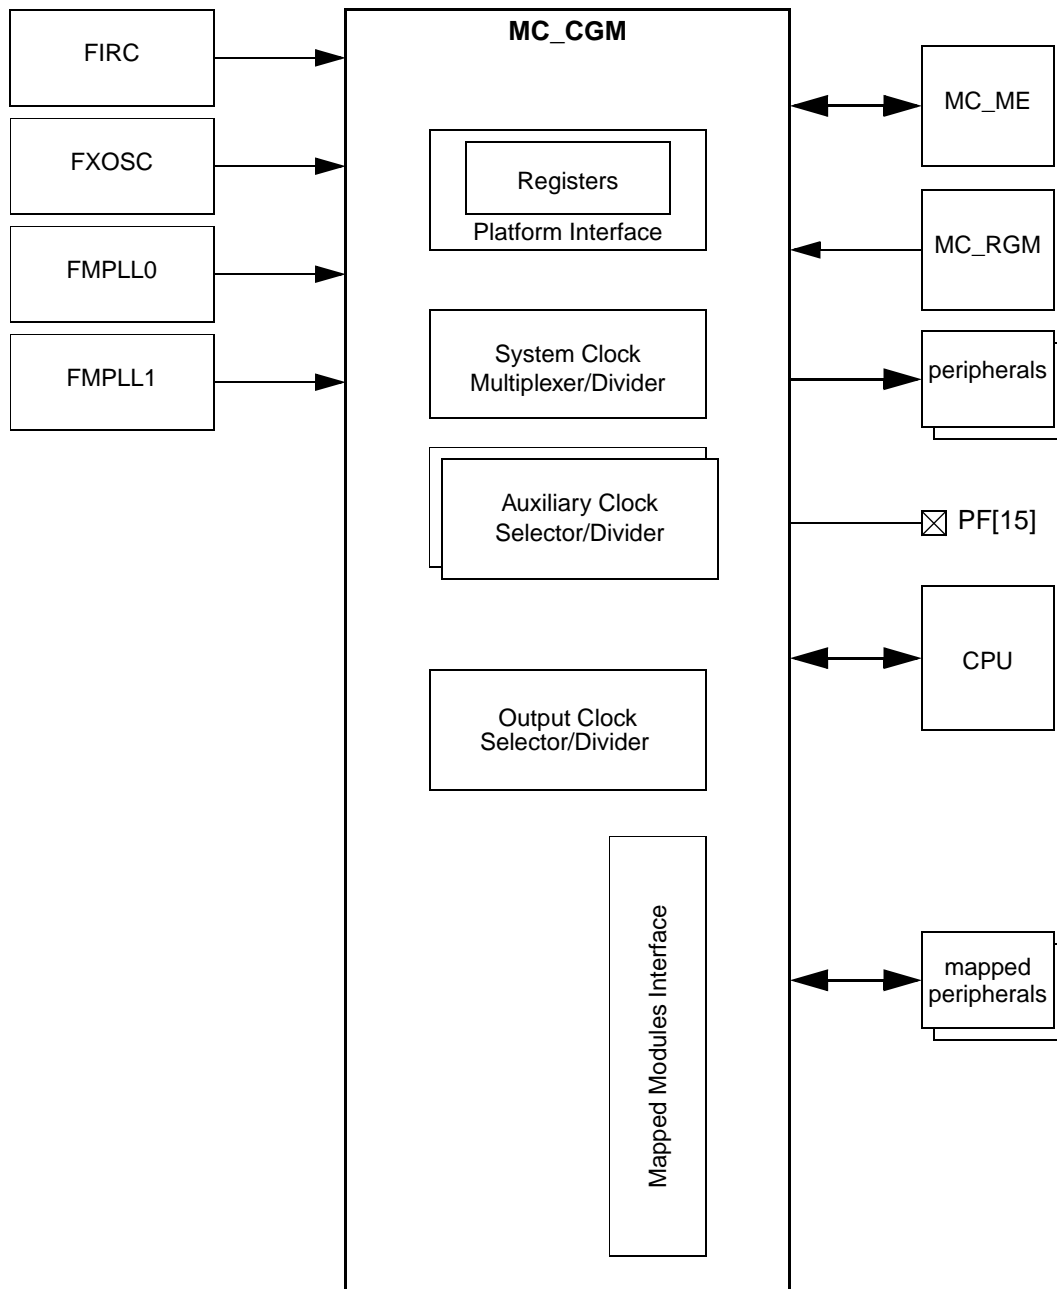 FIRC
FXOSC
FMPLL0
FMPLL1
MC_CGM
Registers
Platform Interface
System Clock
Multiplexer/Divider
Auxiliary Clock
Selector/Divider
Output Clock
Selector/Divider
Mapped Modules Interface
MC_ME
MC_RGM
peripherals
PF[15]
CPU
mapped
peripherals